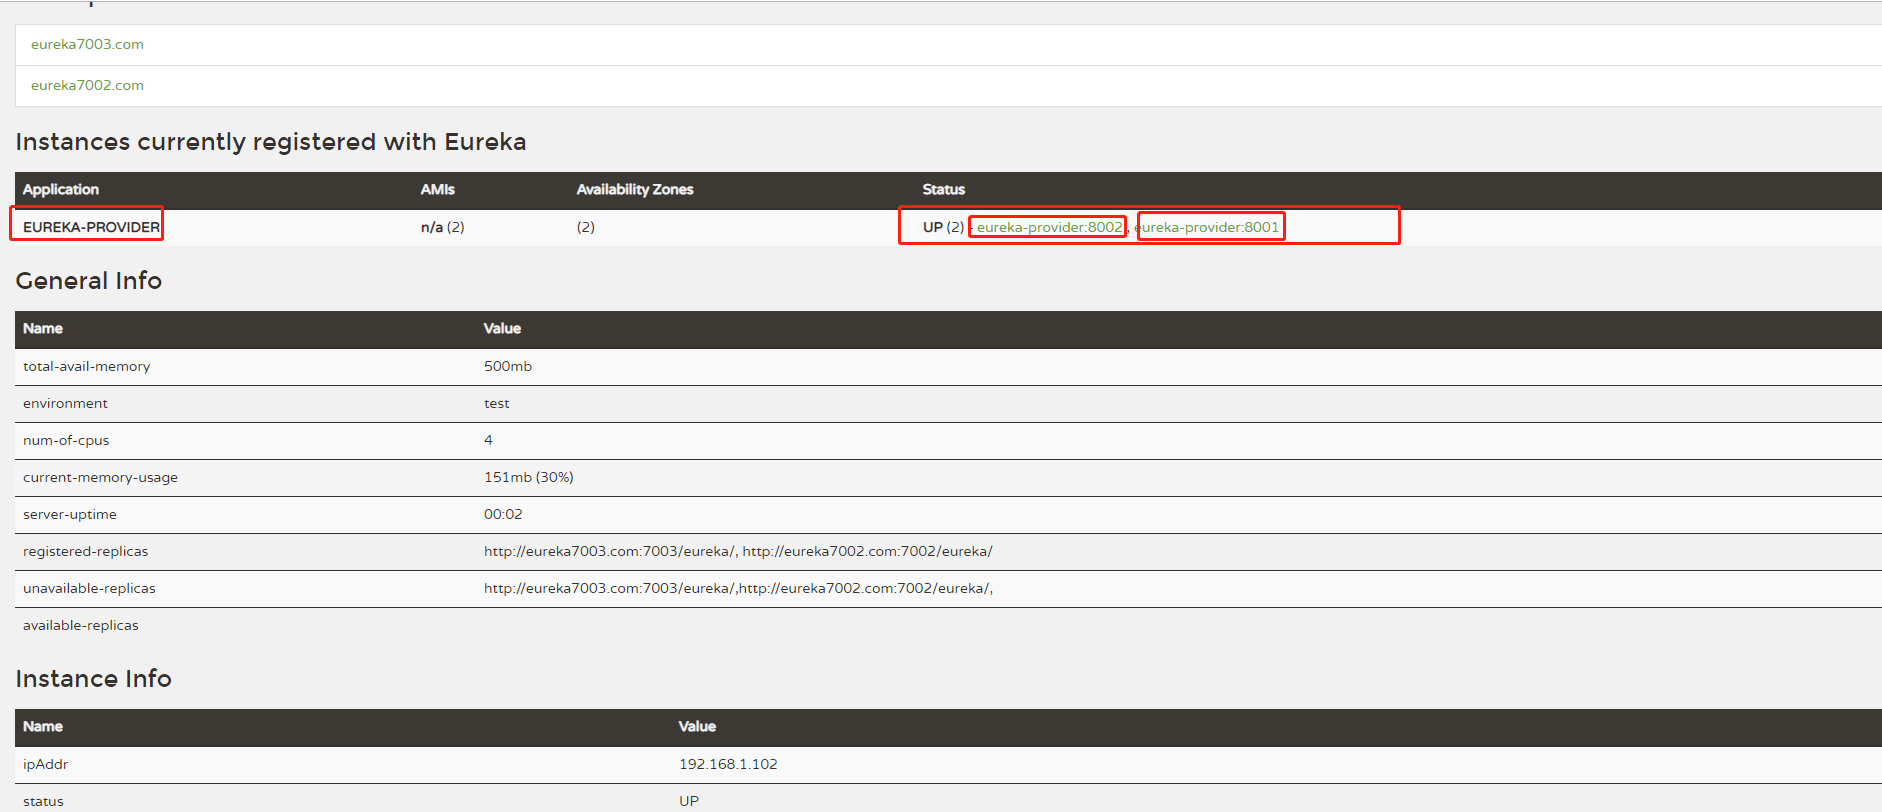 eureka7003.com
eureka7002.com
Instances currently registered with Eureka
Application AMIs Availability Zones Status
EUREKA-PROVIDER n/a (2) (2) UP (2) - eureka-provider:8002 , eureka-provider:8001
General Info
Name Value
total-avail-memory 500mb
environment test
num-of-cpus 4
current-memory-usage 151mb (30%)
server-uptime 00:02
registered-replicas http://eureka7003.com:7003/eureka/, http://eureka7002.com:7002/eureka/
unavailable-replicas http://eureka7003.com:7003/eureka/,http://eureka7002.com:7002/eureka/,
available-replicas
Instance Info
Name Value
ipAddr 192.168.1.102
status UP